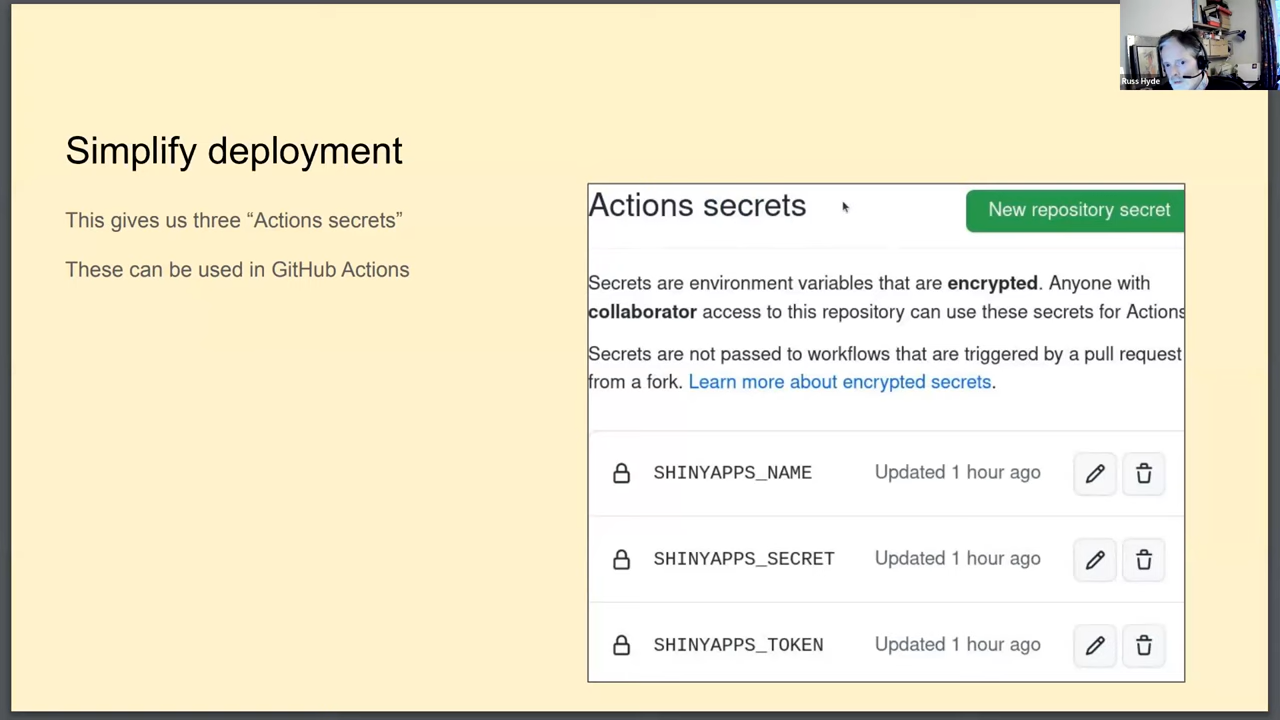 Russ Hyde
Simplify deployment
This gives us three “Actions secrets”
These can be used in GitHub Actions
Actions secrets
New repository secret
Secrets are environment variables that are encrypted. Anyone with
collaborator access to this repository can use these secrets for Actions
Secrets are not passed to workflows that are triggered by a pull request
from a fork. Learn more about encrypted secrets.
SHINYAPPS_NAME Updated 1 hour ago
SHINYAPPS_SECRET Updated 1 hour ago
SHINYAPPS_TOKEN Updated 1 hour ago